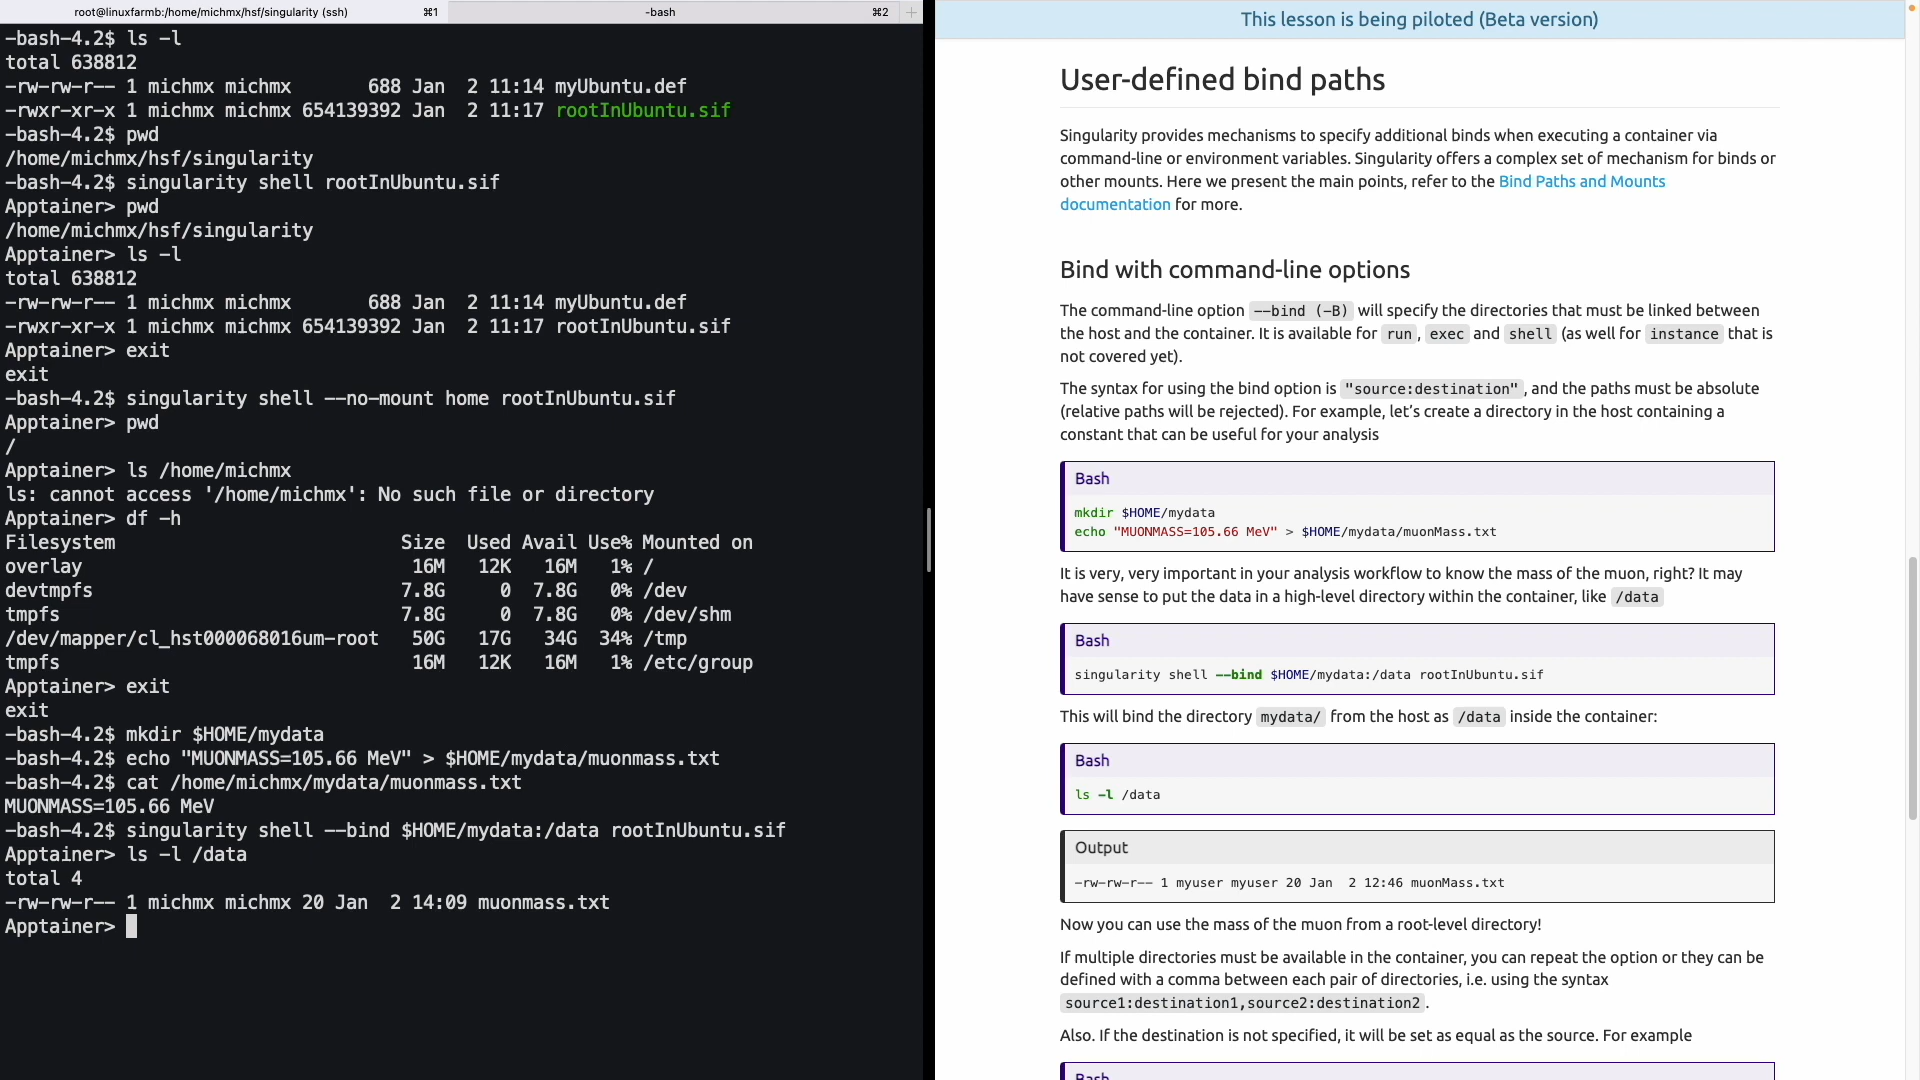 root@linuxfarmb:/home/michmx/hsf/singularity (ssh) ⌘1 -bash ⌘2 +
-bash-4.2$ ls -l
total 638812
-rw-rw-r-- 1 michmx michmx       688 Jan  2 11:14 myUbuntu.def
-rwxr-xr-x 1 michmx michmx 654139392 Jan  2 11:17 rootInUbuntu.sif
-bash-4.2$ pwd
/home/michmx/hsf/singularity
-bash-4.2$ singularity shell rootInUbuntu.sif
Apptainer> pwd
/home/michmx/hsf/singularity
Apptainer> ls -l
total 638812
-rw-rw-r-- 1 michmx michmx       688 Jan  2 11:14 myUbuntu.def
-rwxr-xr-x 1 michmx michmx 654139392 Jan  2 11:17 rootInUbuntu.sif
Apptainer> exit
exit
-bash-4.2$ singularity shell --no-mount home rootInUbuntu.sif
Apptainer> pwd
/
Apptainer> ls /home/michmx
ls: cannot access '/home/michmx': No such file or directory
Apptainer> df -h
Filesystem                          Size  Used Avail Use% Mounted on
overlay                              16M   12K   16M   1% /
devtmpfs                            7.8G     0  7.8G   0% /dev
tmpfs                               7.8G     0  7.8G   0% /dev/shm
/dev/mapper/cl_hst000068016um-root   50G   17G   34G  34% /tmp
tmpfs                                16M   12K   16M   1% /etc/group
Apptainer> exit
exit
-bash-4.2$ mkdir $HOME/mydata
-bash-4.2$ echo "MUONMASS=105.66 MeV" > $HOME/mydata/muonmass.txt
-bash-4.2$ cat /home/michmx/mydata/muonmass.txt
MUONMASS=105.66 MeV
-bash-4.2$ singularity shell --bind $HOME/mydata:/data rootInUbuntu.sif
Apptainer> ls -l /data
total 4
-rw-rw-r-- 1 michmx michmx 20 Jan  2 14:09 muonmass.txt
Apptainer>
This lesson is being piloted (Beta version)
User-defined bind paths
Singularity provides mechanisms to specify additional binds when executing a container via
command-line or environment variables. Singularity offers a complex set of mechanism for binds or
other mounts. Here we present the main points, refer to the Bind Paths and Mounts
documentation for more.
Bind with command-line options
The command-line option --bind (-B) will specify the directories that must be linked between
the host and the container. It is available for run, exec and shell (as well for instance that is
not covered yet).
The syntax for using the bind option is "source:destination", and the paths must be absolute
(relative paths will be rejected). For example, let’s create a directory in the host containing a
constant that can be useful for your analysis
Bash
mkdir $HOME/mydata
echo "MUONMASS=105.66 MeV" > $HOME/mydata/muonMass.txt
It is very, very important in your analysis workflow to know the mass of the muon, right? It may
have sense to put the data in a high-level directory within the container, like /data
Bash
singularity shell --bind $HOME/mydata:/data rootInUbuntu.sif
This will bind the directory mydata/ from the host as /data inside the container:
Bash
ls -l /data
Output
-rw-rw-r-- 1 myuser myuser 20 Jan  2 12:46 muonMass.txt
Now you can use the mass of the muon from a root-level directory!
If multiple directories must be available in the container, you can repeat the option or they can be
defined with a comma between each pair of directories, i.e. using the syntax
source1:destination1,source2:destination2.
Also. If the destination is not specified, it will be set as equal as the source. For example
Bash